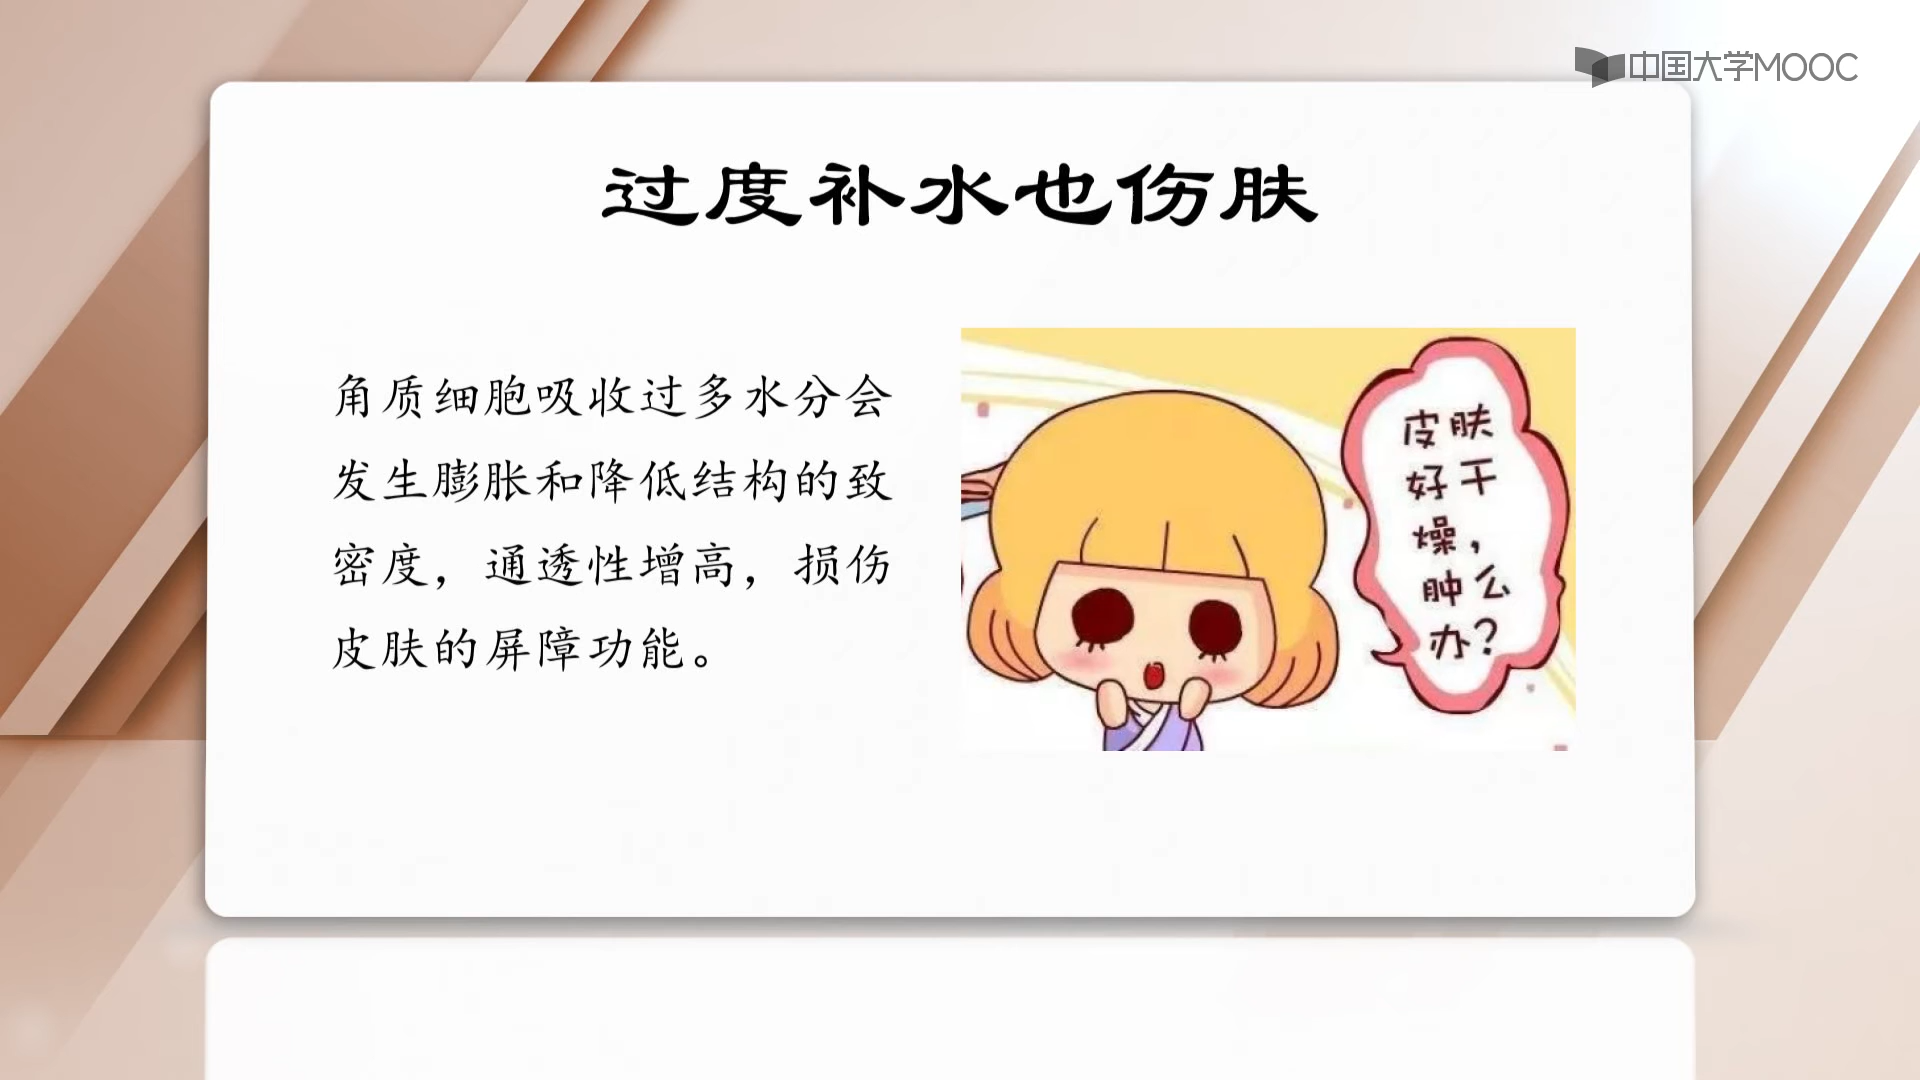 中国大学MOOC
过度补水也伤肤
角质细胞吸收过多水分会
发生膨胀和降低结构的致
密度，通透性增高，损伤
皮肤的屏障功能。
皮肤
好干
燥，
肿么
办？